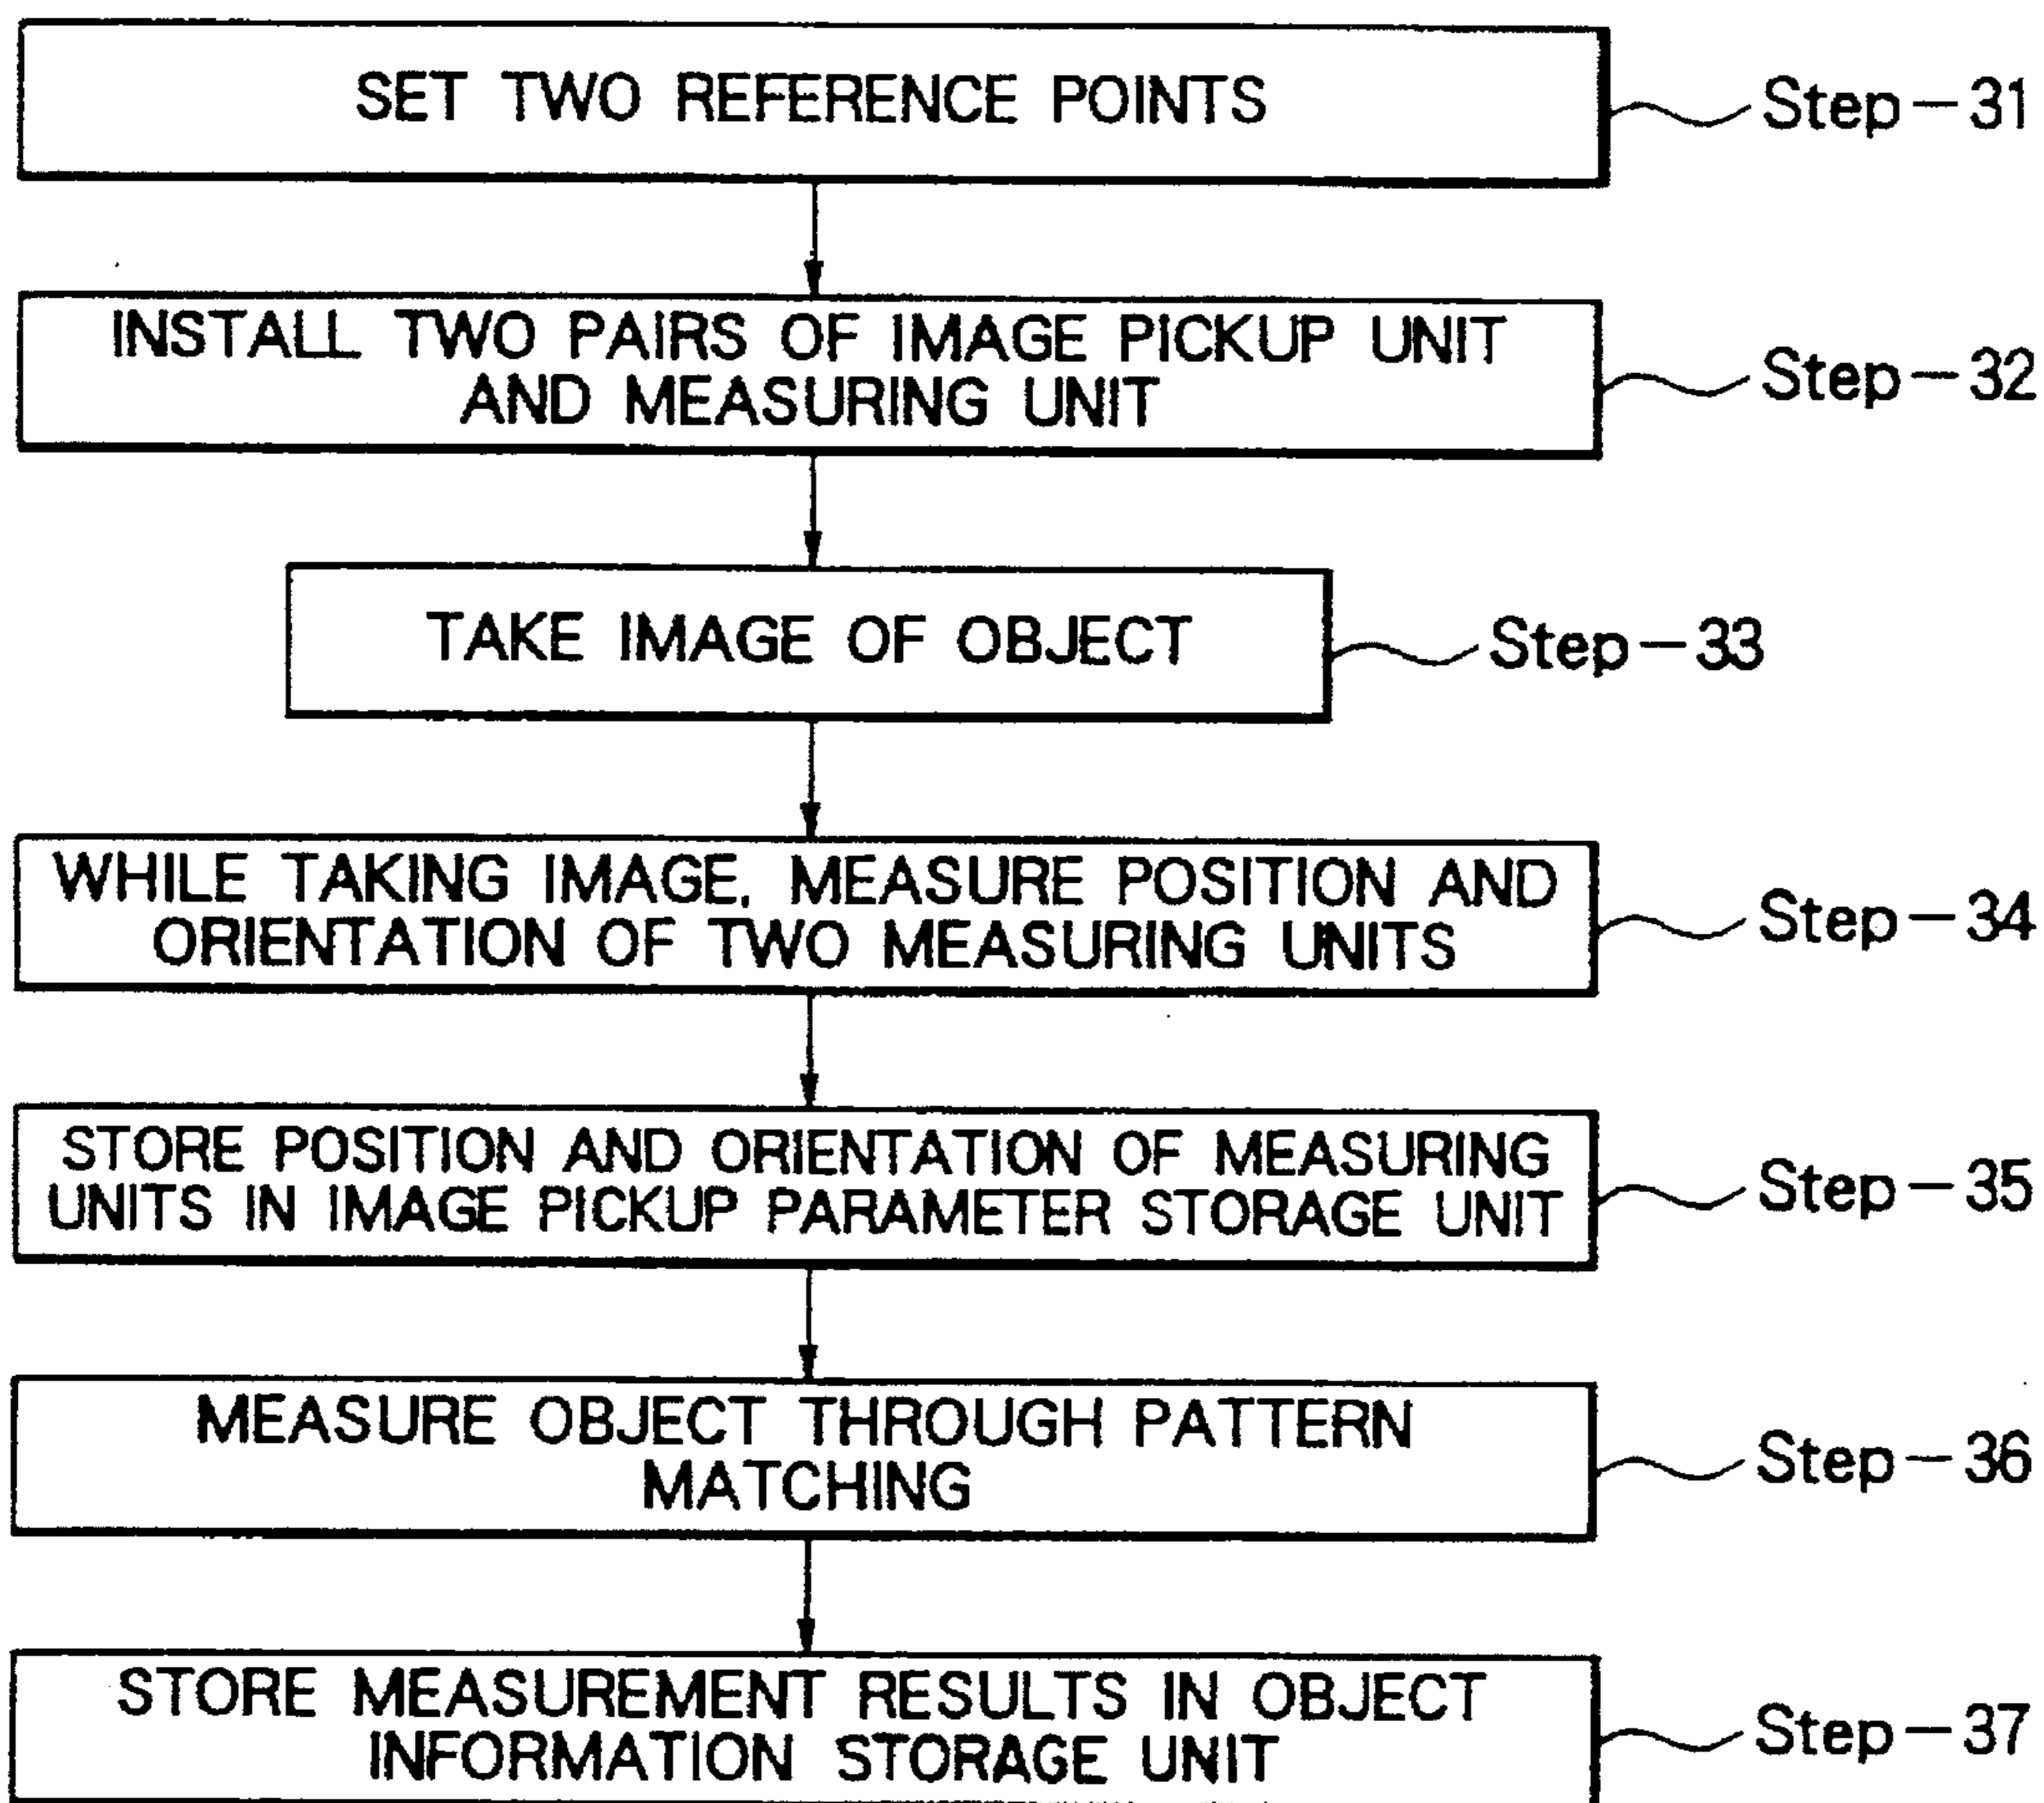 SET TWO REFERENCE POINTS
Step-31
INSTALL TWO PAIRS OF IMAGE PICKUP UNIT
AND MEASURING UNIT
Step-32
TAKE IMAGE OF OBJECT
Step-33
WHILE TAKING IMAGE, MEASURE POSITION AND
ORIENTATION OF TWO MEASURING UNITS
Step-34
STORE POSITION AND ORIENTATION OF MEASURING
UNITS IN IMAGE PICKUP PARAMETER STORAGE UNIT
Step-35
MEASURE OBJECT THROUGH PATTERN
MATCHING
Step-36
STORE MEASUREMENT RESULTS IN OBJECT
INFORMATION STORAGE UNIT
Step-37